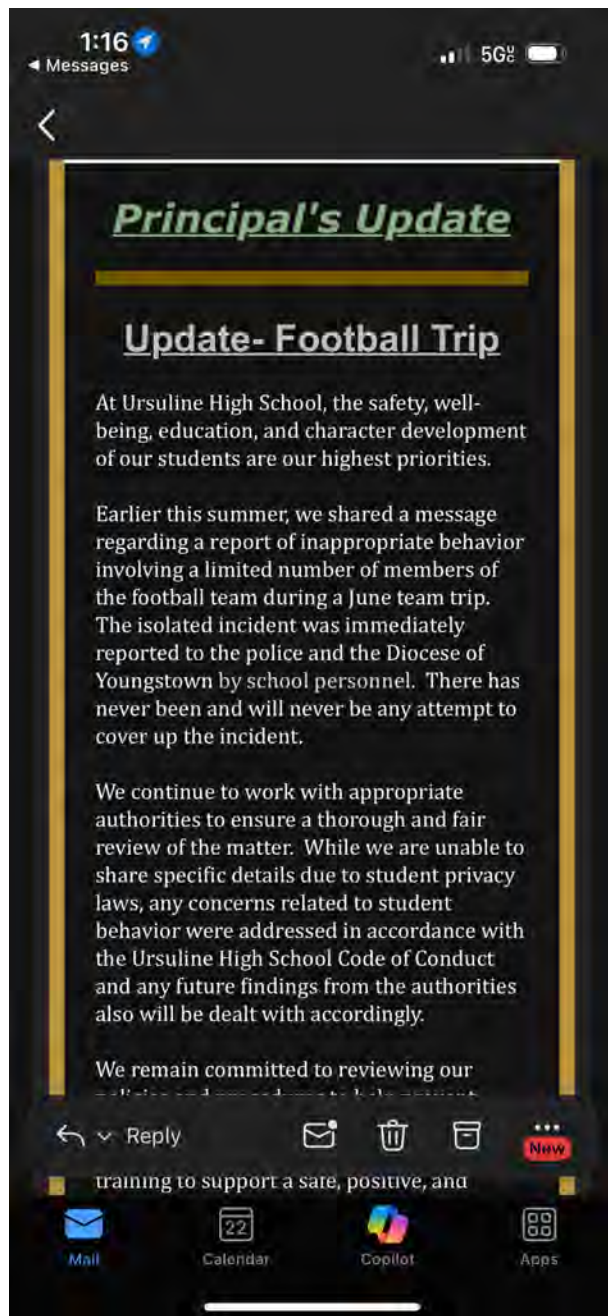 1:16
◄ Messages
5G
Principal's Update
Update- Football Trip
At Ursuline High School, the safety, well-
being, education, and character development
of our students are our highest priorities.
Earlier this summer, we shared a message
regarding a report of inappropriate behavior
involving a limited number of members of
the football team during a June team trip.
The isolated incident was immediately
reported to the police and the Diocese of
Youngstown by school personnel.  There has
never been and will never be any attempt to
cover up the incident.
We continue to work with appropriate
authorities to ensure a thorough and fair
review of the matter.  While we are unable to
share specific details due to student privacy
laws, any concerns related to student
behavior were addressed in accordance with
the Ursuline High School Code of Conduct
and any future findings from the authorities
also will be dealt with accordingly.
We remain committed to reviewing our
Reply
New
training to support a safe, positive, and
Mail
22
Calendar
Copilot
Apps